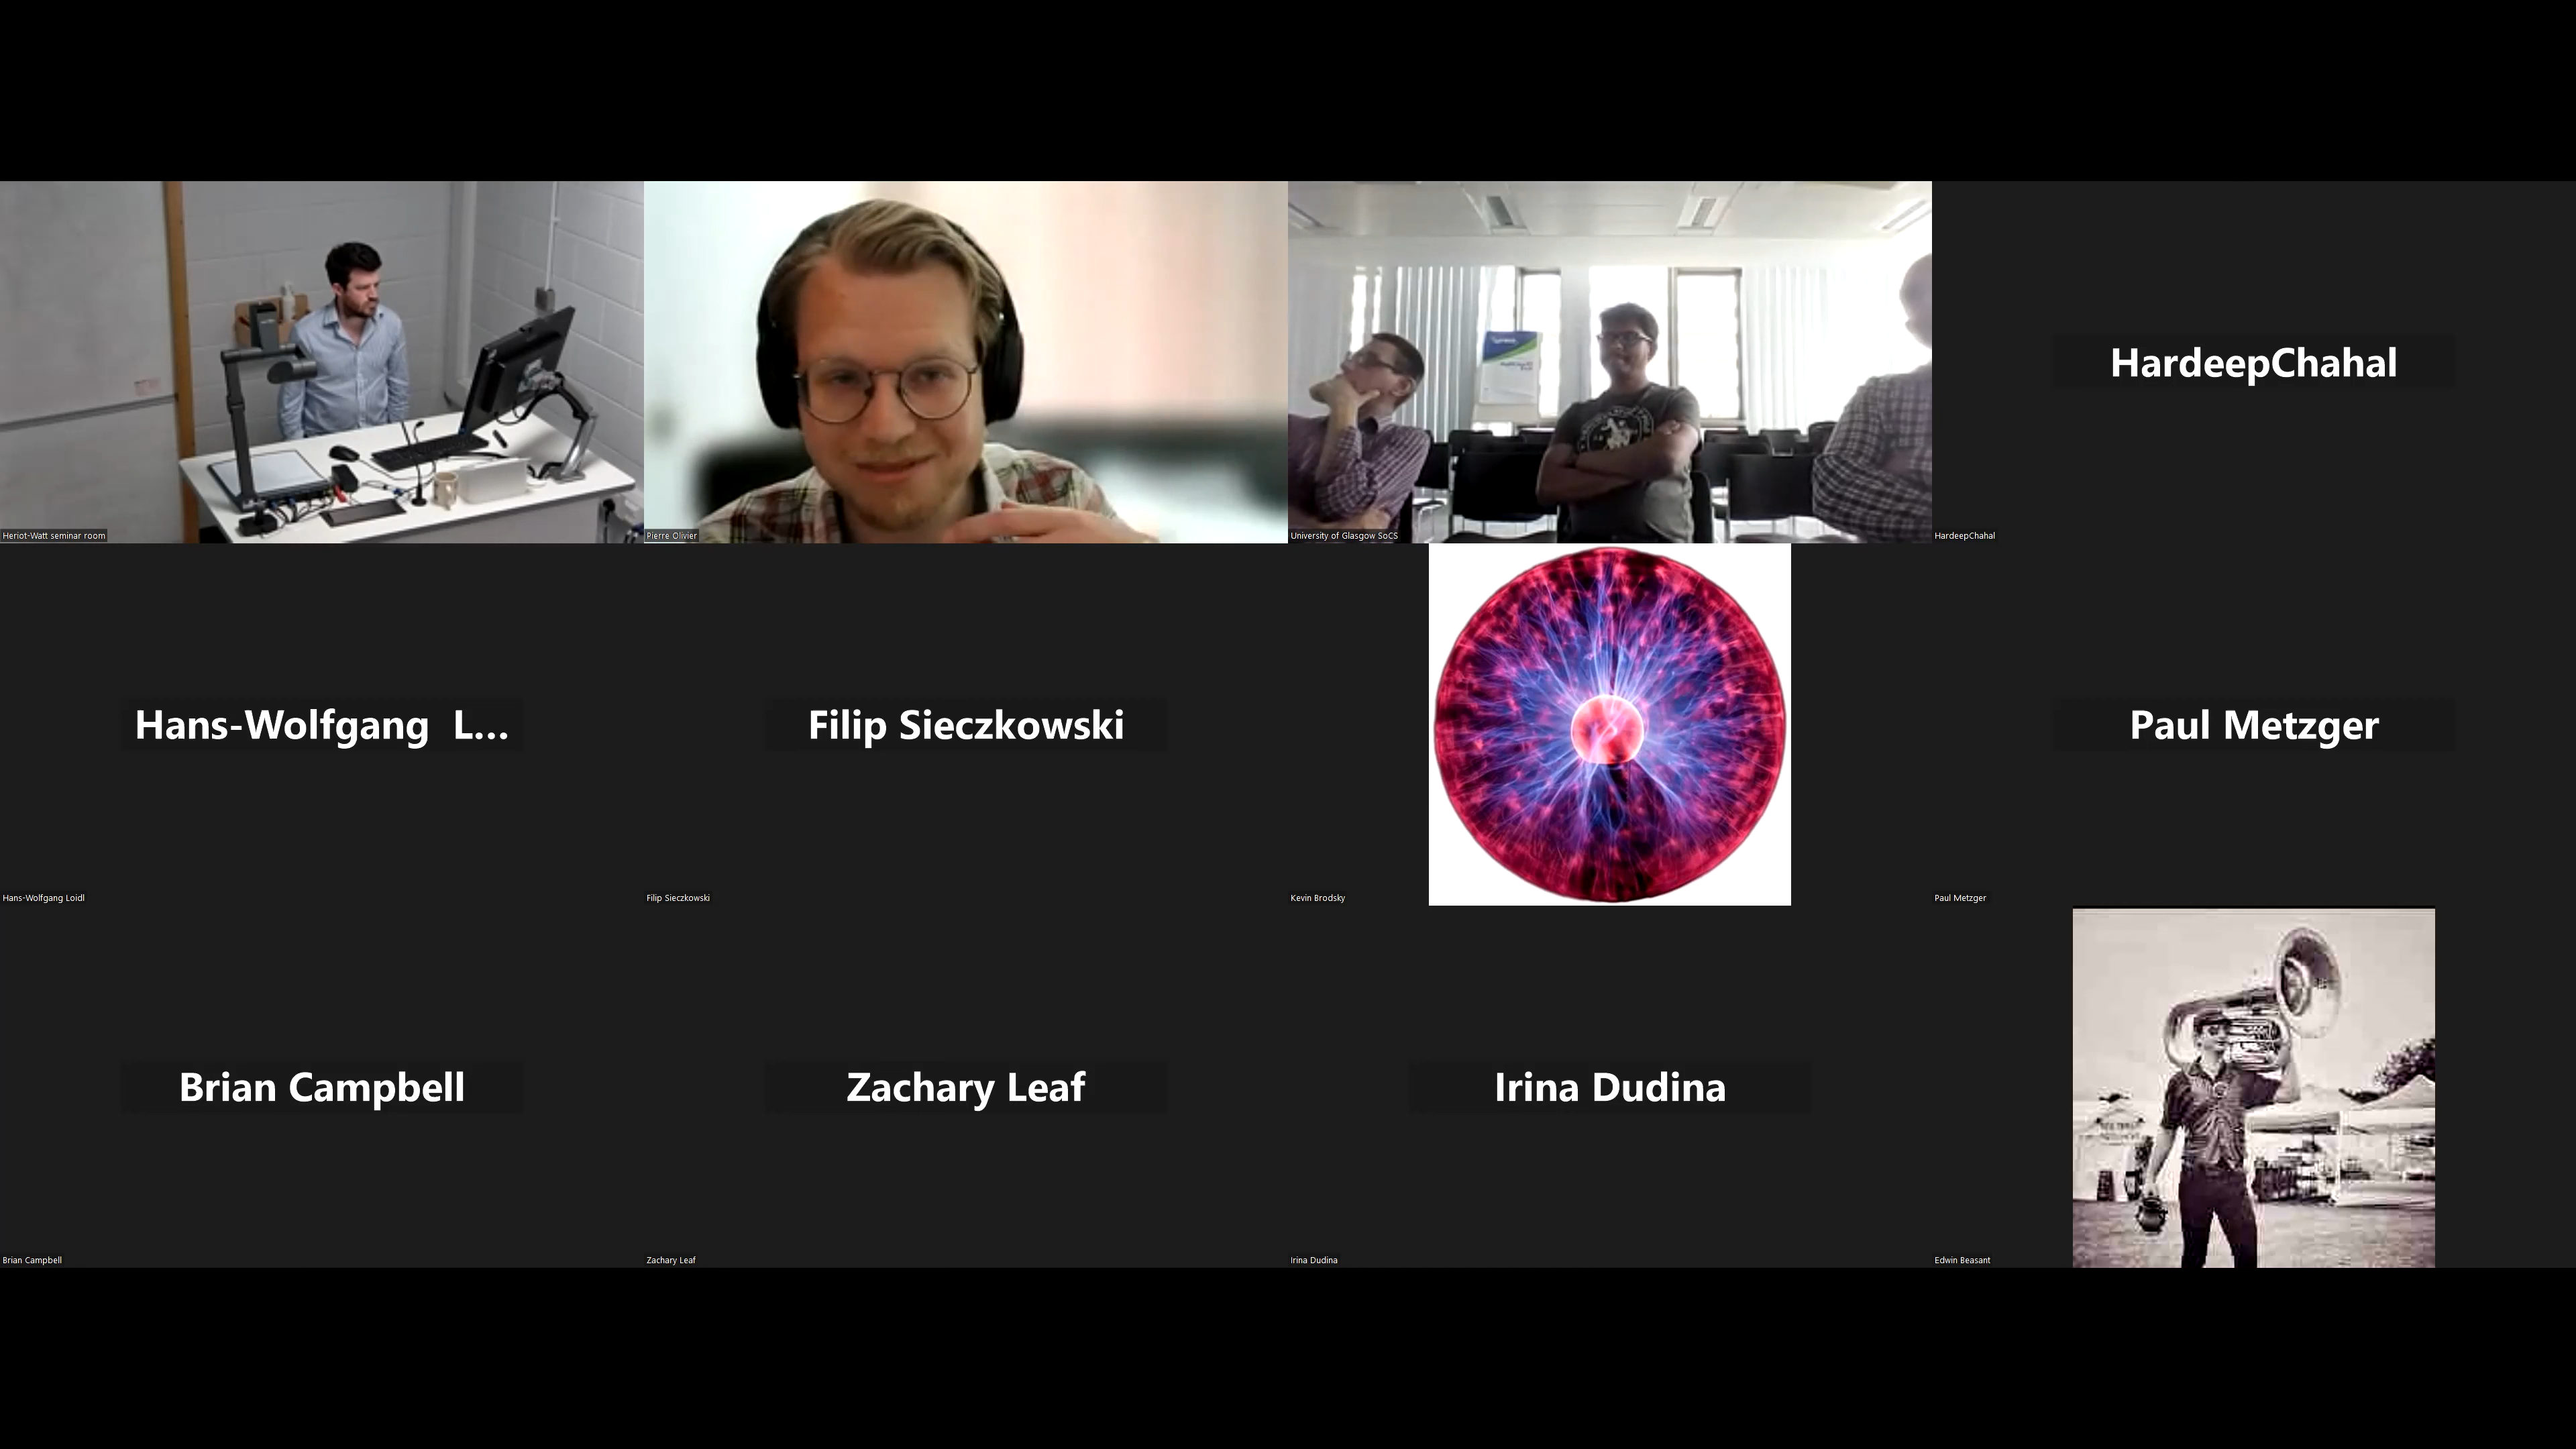 Heriot-Watt seminar room
Pierre Olivier
University of Glasgow SoCS
HardeepChahal
HardeepChahal
Hans-Wolfgang L...
Filip Sieczkowski
Paul Metzger
Hans-Wolfgang Loidl
Filip Sieczkowski
Kevin Brodsky
Paul Metzger
Brian Campbell
Zachary Leaf
Irina Dudina
Brian Campbell
Zachary Leaf
Irina Dudina
Edwin Beasant